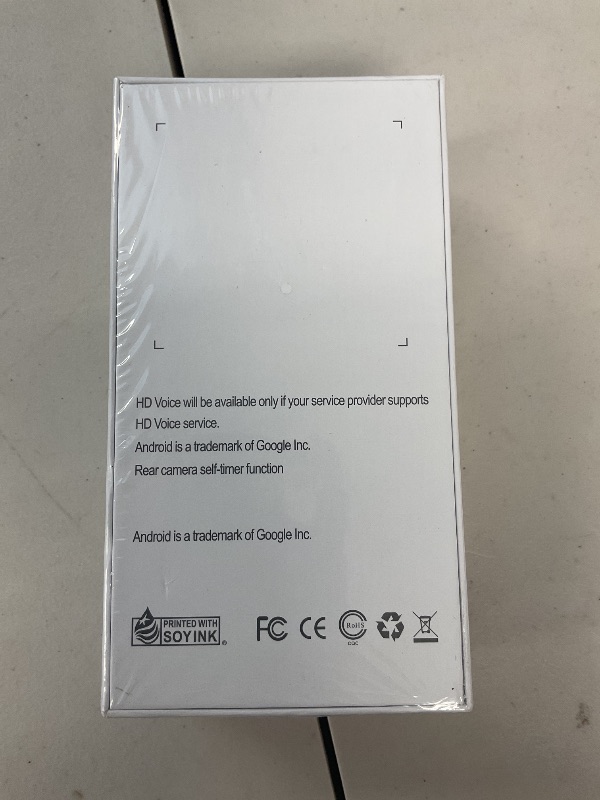 HD Voice will be available only if your service provider supports
HD Voice service.
Android is a trademark of Google Inc.
Rear camera self-timer function
Android is a trademark of Google Inc.
PRINTED WITH
SOY INK ®
FC CE RoHS
CQC